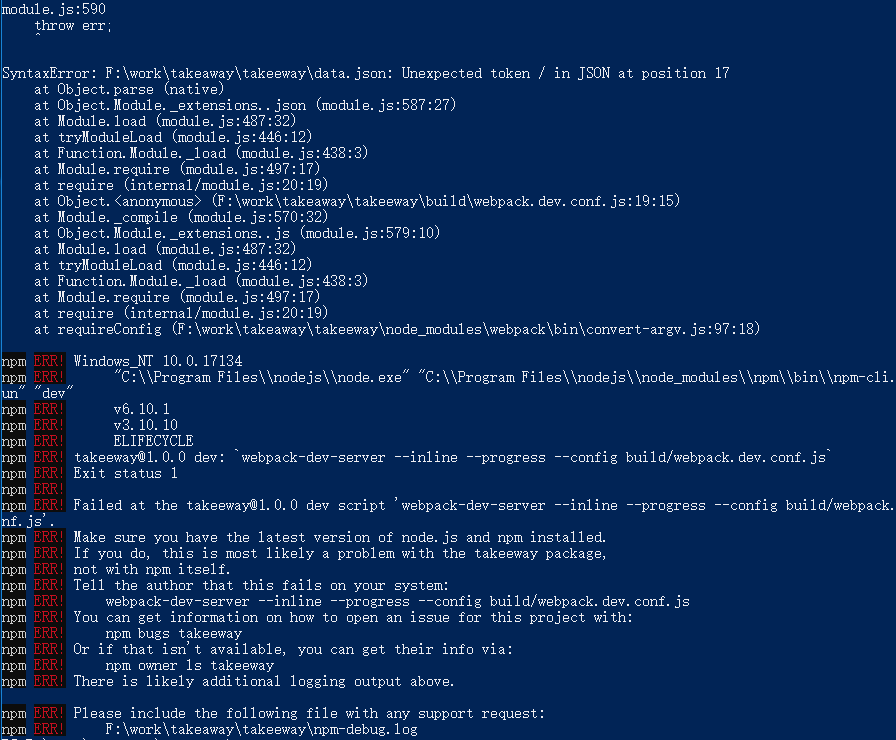 module.js:590
    throw err;
    ^
SyntaxError: F:\work\takeaway\takeeway\data.json: Unexpected token / in JSON at position 17
    at Object.parse (native)
    at Object.Module._extensions..json (module.js:587:27)
    at Module.load (module.js:487:32)
    at tryModuleLoad (module.js:446:12)
    at Function.Module._load (module.js:438:3)
    at Module.require (module.js:497:17)
    at require (internal/module.js:20:19)
    at Object.<anonymous> (F:\work\takeaway\takeeway\build\webpack.dev.conf.js:19:15)
    at Module._compile (module.js:570:32)
    at Object.Module._extensions..js (module.js:579:10)
    at Module.load (module.js:487:32)
    at tryModuleLoad (module.js:446:12)
    at Function.Module._load (module.js:438:3)
    at Module.require (module.js:497:17)
    at require (internal/module.js:20:19)
    at requireConfig (F:\work\takeaway\takeeway\node_modules\webpack\bin\convert-argv.js:97:18)
npm ERR! Windows_NT 10.0.17134
npm ERR!      "C:\\Program Files\\nodejs\\node.exe" "C:\\Program Files\\nodejs\\node_modules\\npm\\bin\\npm-cli.
un" "dev"
npm ERR!      v6.10.1
npm ERR!      v3.10.10
npm ERR!      ELIFECYCLE
npm ERR! takeeway@1.0.0 dev: `webpack-dev-server --inline --progress --config build/webpack.dev.conf.js`
npm ERR! Exit status 1
npm ERR!
npm ERR! Failed at the takeeway@1.0.0 dev script 'webpack-dev-server --inline --progress --config build/webpack.
nf.js'.
npm ERR! Make sure you have the latest version of node.js and npm installed.
npm ERR! If you do, this is most likely a problem with the takeeway package,
npm ERR! not with npm itself.
npm ERR! Tell the author that this fails on your system:
npm ERR!     webpack-dev-server --inline --progress --config build/webpack.dev.conf.js
npm ERR! You can get information on how to open an issue for this project with:
npm ERR!     npm bugs takeeway
npm ERR! Or if that isn't available, you can get their info via:
npm ERR!     npm owner ls takeeway
npm ERR! There is likely additional logging output above.
npm ERR! Please include the following file with any support request:
npm ERR!     F:\work\takeaway\takeeway\npm-debug.log